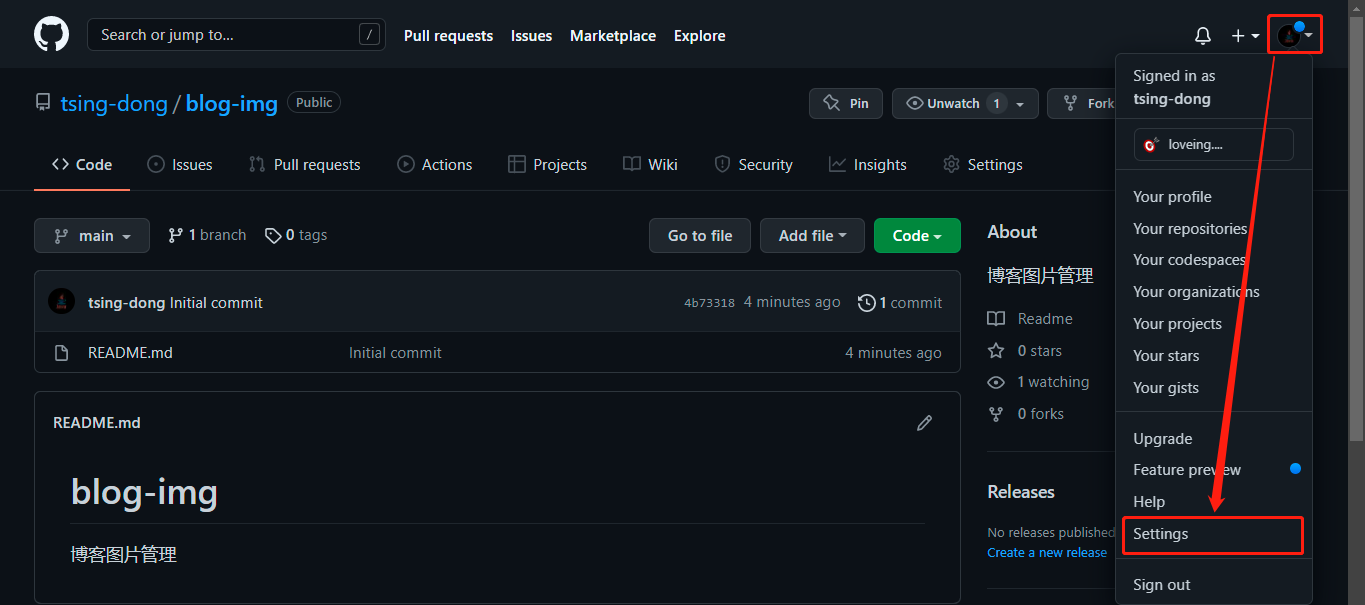 Search or jump to... /
Pull requests Issues Marketplace Explore
tsing-dong / blog-img Public
Pin Unwatch 1 Fork
Code Issues Pull requests Actions Projects Wiki Security Insights Settings
main 1 branch 0 tags Go to file Add file Code
tsing-dong Initial commit 4b73318 4 minutes ago 1 commit
README.md Initial commit 4 minutes ago
README.md
blog-img
博客图片管理
About
博客图片管理
Readme
0 stars
1 watching
0 forks
Releases
No releases published
Create a new release
Signed in as
tsing-dong
loveing....
Your profile
Your repositories
Your codespaces
Your organizations
Your projects
Your stars
Your gists
Upgrade
Feature preview
Help
Settings
Sign out